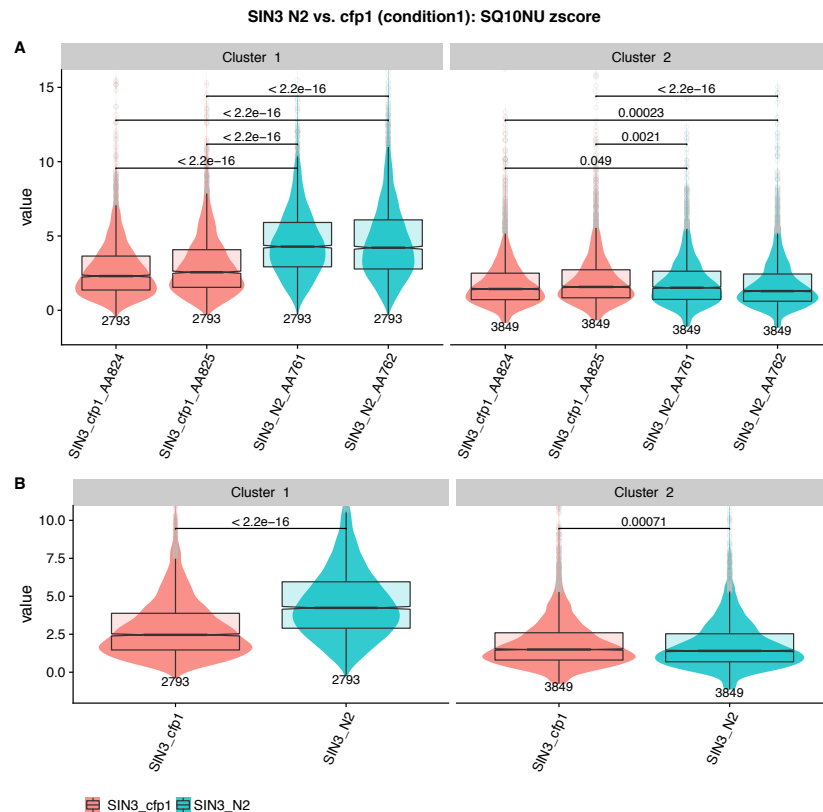 SIN3 N2 vs. cfp1 (condition1): SQ10NU zscore
A
Cluster 1
Cluster 2
value
15
10
5
0
< 2.2e−16
< 2.2e−16
< 2.2e−16
< 2.2e−16
2793
2793
2793
2793
< 2.2e−16
0.00023
0.0021
0.049
3849
3849
3849
3849
SIN3_cfp1_AA824
SIN3_cfp1_AA825
SIN3_N2_AA761
SIN3_N2_AA762
SIN3_cfp1_AA824
SIN3_cfp1_AA825
SIN3_N2_AA761
SIN3_N2_AA762
B
Cluster 1
Cluster 2
value
10.0
7.5
5.0
2.5
0.0
< 2.2e−16
2793
2793
0.00071
3849
3849
SIN3_cfp1
SIN3_N2
SIN3_cfp1
SIN3_N2
SIN3_cfp1 SIN3_N2